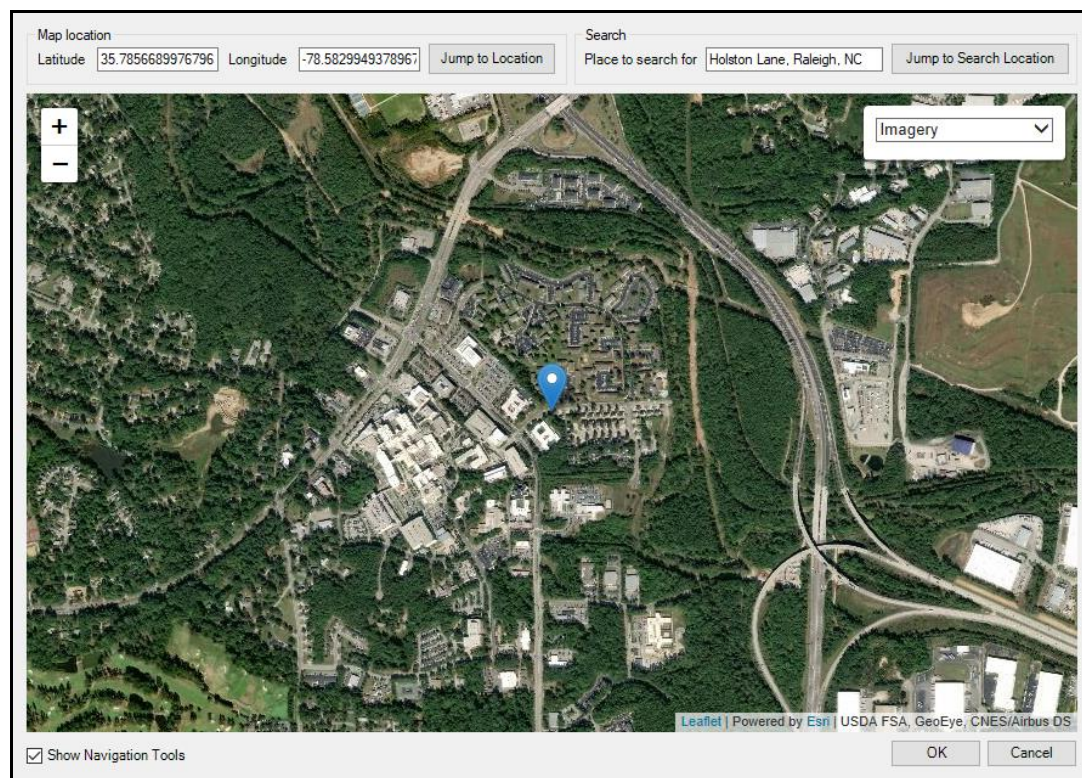 Map location
Latitude 35.7856689976796 Longitude -78.5829949378967 Jump to Location
Search
Place to search for Holston Lane, Raleigh, NC Jump to Search Location
+
−
Imagery
Leaflet | Powered by Esri | USDA FSA, GeoEye, CNES/Airbus DS
Show Navigation Tools
OK Cancel